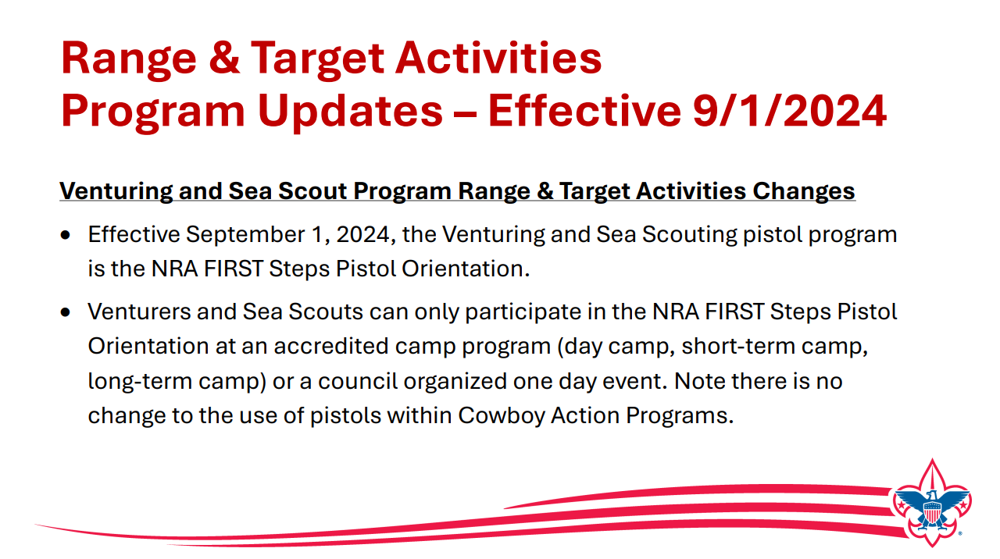 Range & Target Activities
Program Updates – Effective 9/1/2024
Venturing and Sea Scout Program Range & Target Activities Changes
• Effective September 1, 2024, the Venturing and Sea Scouting pistol program
is the NRA FIRST Steps Pistol Orientation.
• Venturers and Sea Scouts can only participate in the NRA FIRST Steps Pistol
Orientation at an accredited camp program (day camp, short-term camp,
long-term camp) or a council organized one day event. Note there is no
change to the use of pistols within Cowboy Action Programs.
®